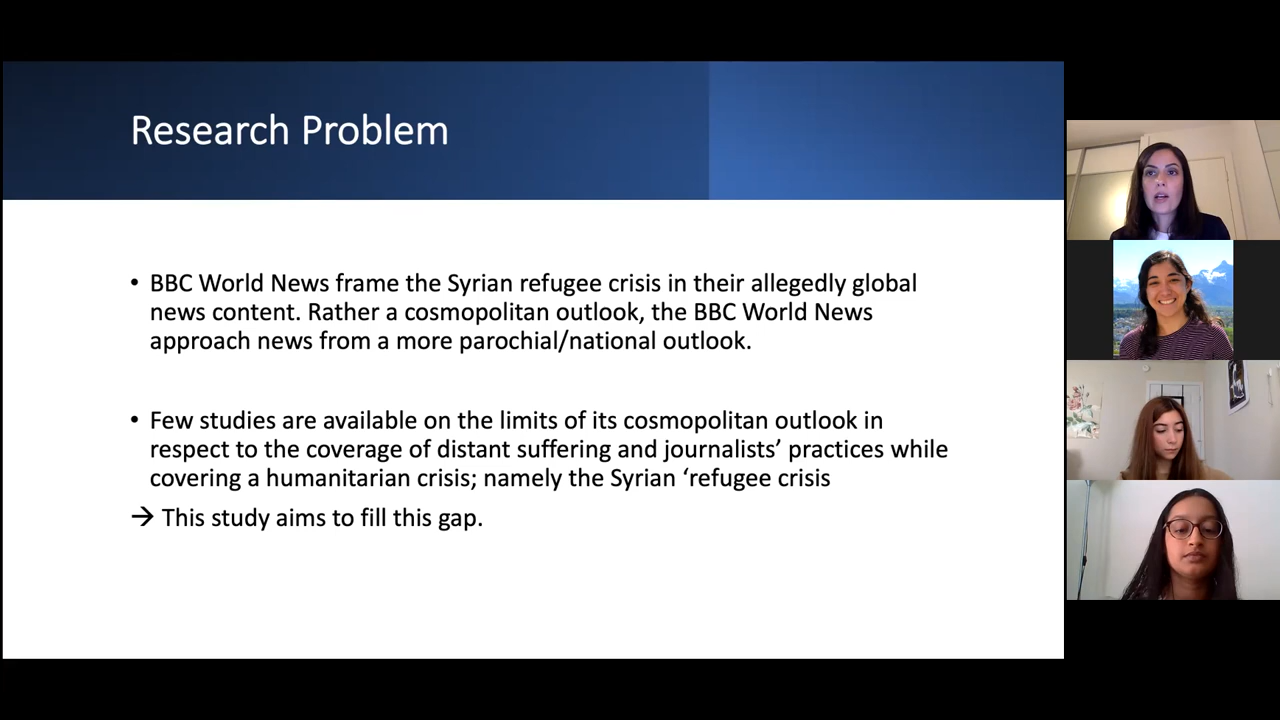 Research Problem
• BBC World News frame the Syrian refugee crisis in their allegedly global
news content. Rather a cosmopolitan outlook, the BBC World News
approach news from a more parochial/national outlook.
• Few studies are available on the limits of its cosmopolitan outlook in
respect to the coverage of distant suffering and journalists’ practices while
covering a humanitarian crisis; namely the Syrian ‘refugee crisis
→ This study aims to fill this gap.